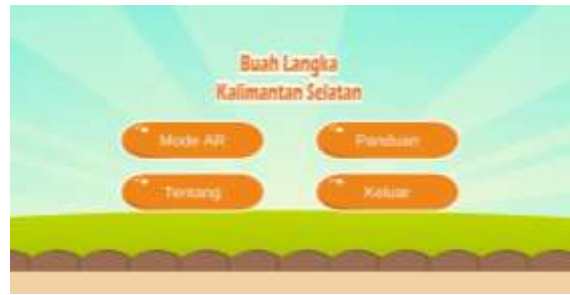 Buah Langka
Kalimantan Selatan
Mode AR
Panduan
Tentang
Keluar